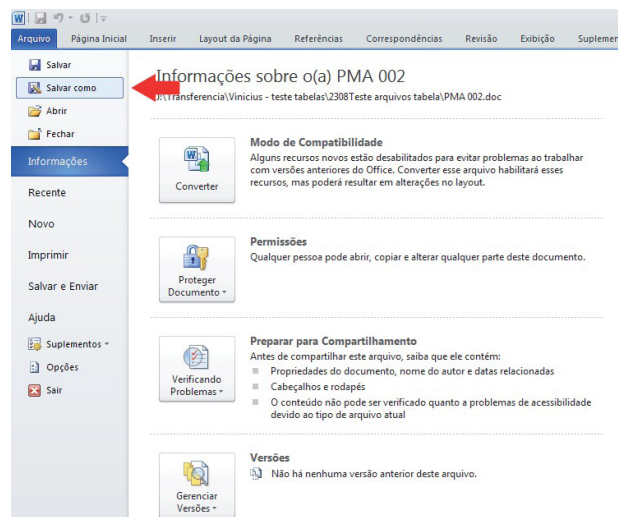 Arquivo Página Inicial Inserir Layout da Página Referências Correspondências Revisão Exibição Suplemen
Salvar
Salvar como
Abrir
Fechar
Informações
Recente
Novo
Imprimir
Salvar e Enviar
Ajuda
Suplementos
Opções
Sair
Informações sobre o(a) PMA 002
J:\Transferencia\Vinicius - teste tabelas\2308Teste arquivos tabela\PMA 002.doc
Converter
Modo de Compatibilidade
Alguns recursos novos estão desabilitados para evitar problemas ao trabalhar
com versões anteriores do Office. Converter esse arquivo habilitará esses
recursos, mas poderá resultar em alterações no layout.
Proteger
Documento
Permissões
Qualquer pessoa pode abrir, copiar e alterar qualquer parte deste documento.
Verificando
Problemas
Preparar para Compartilhamento
Antes de compartilhar este arquivo, saiba que ele contém:
Propriedades do documento, nome do autor e datas relacionadas
Cabeçalhos e rodapés
O conteúdo não pode ser verificado quanto a problemas de acessibilidade
devido ao tipo de arquivo atual
Gerenciar
Versões
Versões
Não há nenhuma versão anterior deste arquivo.